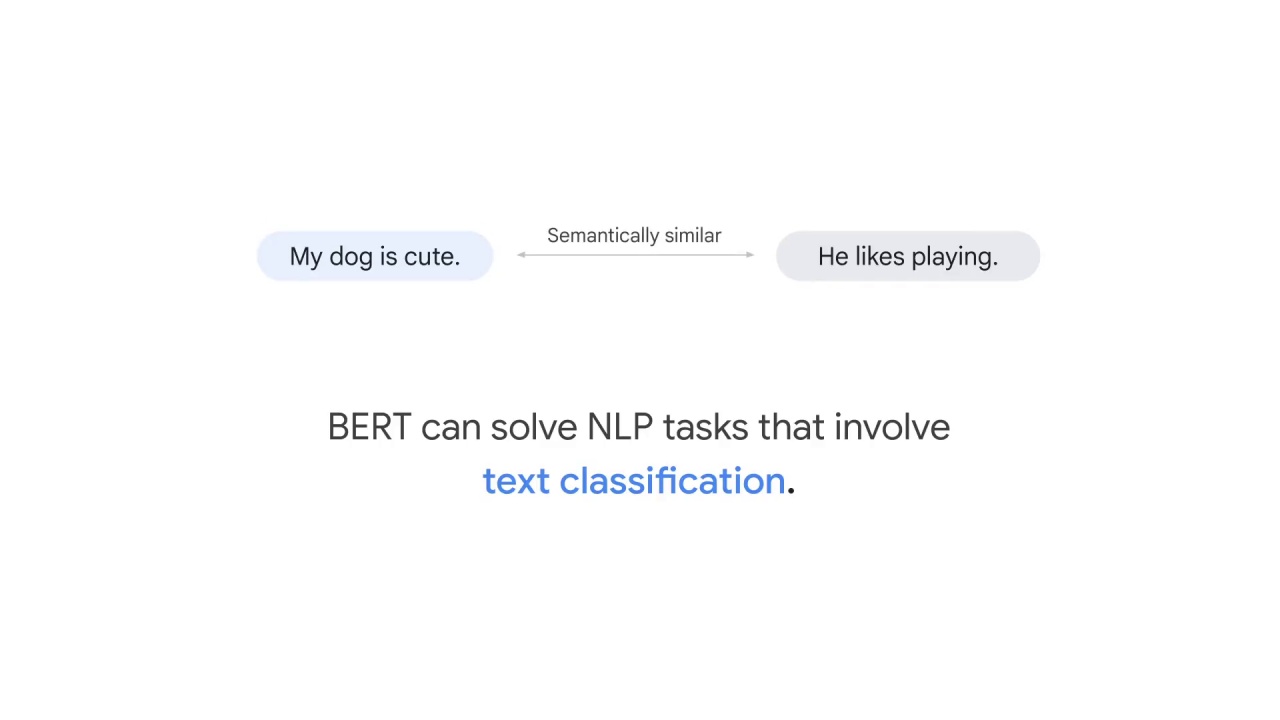 My dog is cute.
Semantically similar
He likes playing.
BERT can solve NLP tasks that involve
text classification.